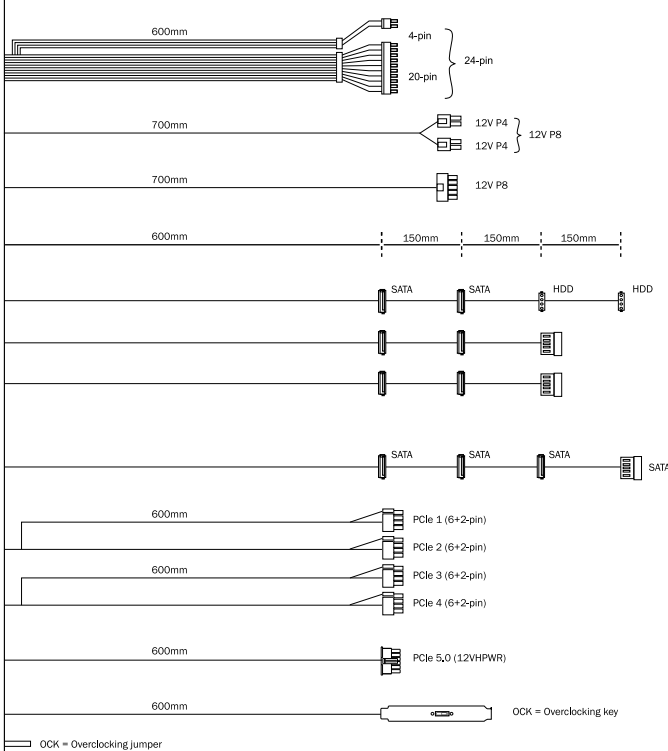 600mm
4-pin
24-pin
20-pin
700mm
12V P4
12V P8
12V P4
700mm
12V P8
600mm 150mm 150mm 150mm
SATA SATA HDD HDD
SATA SATA SATA SATA
600mm
PCIe 1 (6+2-pin)
PCIe 2 (6+2-pin)
600mm
PCIe 3 (6+2-pin)
PCIe 4 (6+2-pin)
600mm
PCIe 5.0 (12VHPWR)
600mm
OCK = Overclocking key
OCK = Overclocking jumper